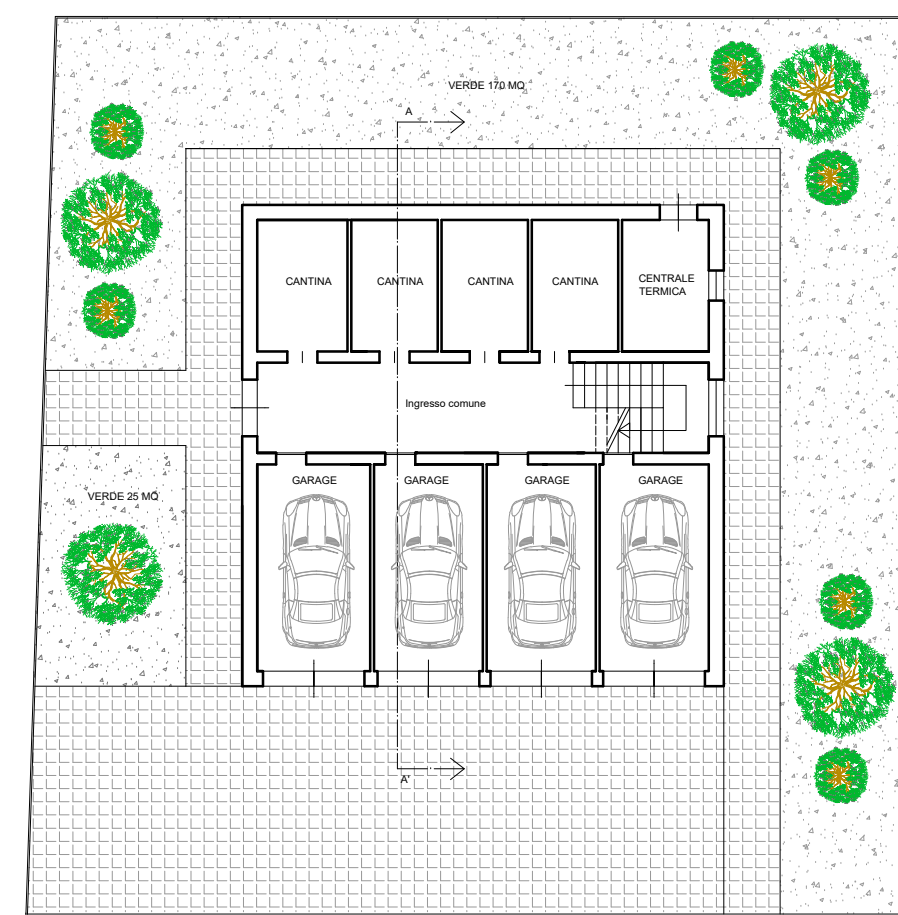 VERDE 170 MQ
A
CANTINA
CANTINA
CANTINA
CANTINA
CENTRALE
TERMICA
Ingresso comune
GARAGE
GARAGE
GARAGE
GARAGE
VERDE 25 MQ
A'